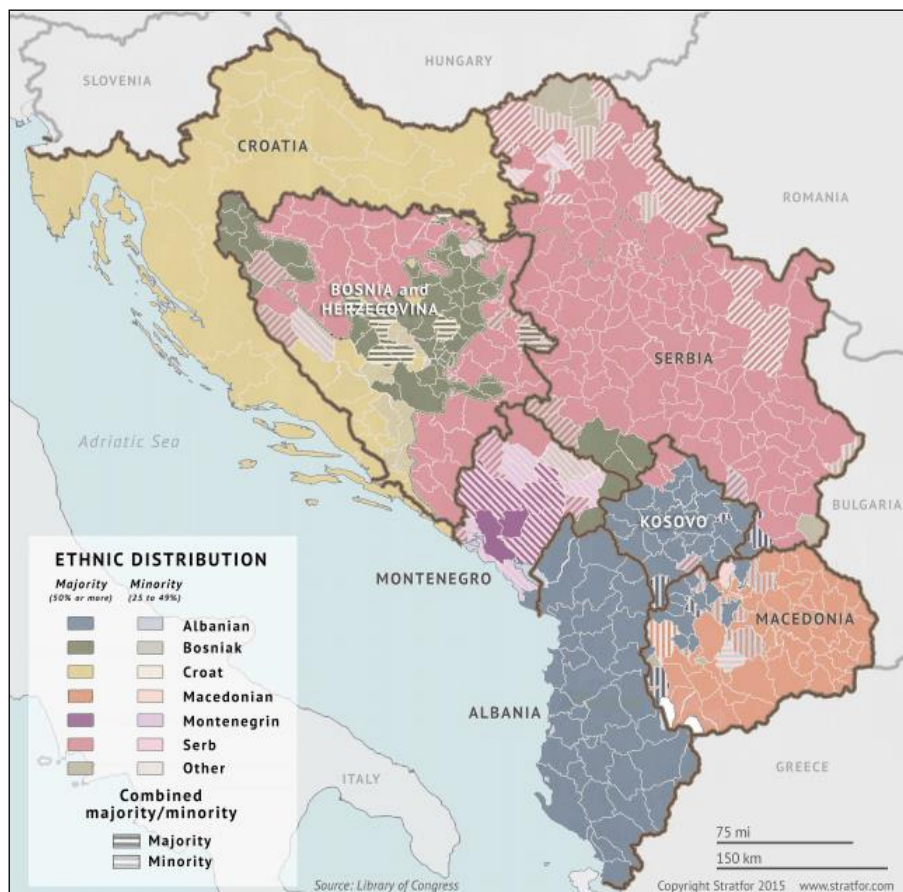 SLOVENIA
HUNGARY
CROATIA
ROMANIA
BOSNIA and
HERZEGOVINA
SERBIA
Adriatic Sea
BULGARIA
KOSOVO
MONTENEGRO
MACEDONIA
ALBANIA
ITALY
GREECE
ETHNIC DISTRIBUTION
Majority Minority
(50% or more) (25 to 49%)
Albanian
Bosniak
Croat
Macedonian
Montenegrin
Serb
Other
Combined
majority/minority
Majority
Minority
75 mi
150 km
Source: Library of Congress
Copyright Stratfor 2015 www.stratfor.com